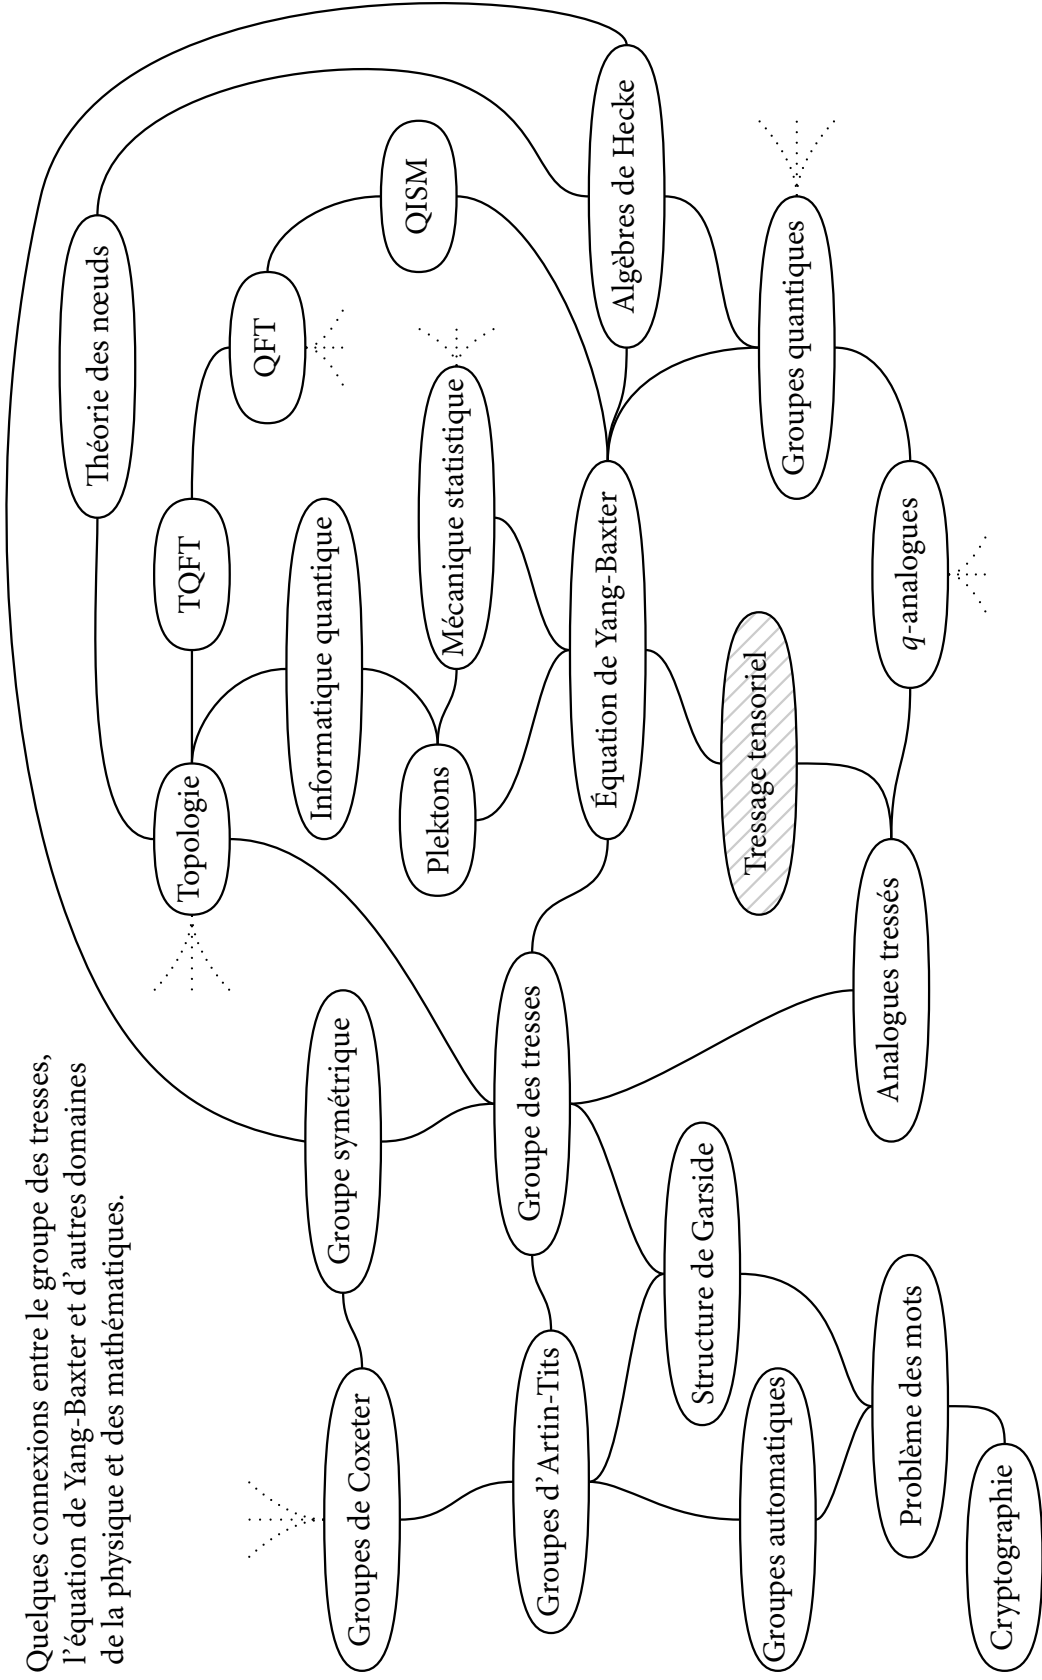 Quelques connexions entre le groupe des tresses,
l'équation de Yang-Baxter et d'autres domaines
de la physique et des mathématiques.
Théorie des nœuds
Topologie
TQFT
QFT
Informatique quantique
Groupes de Coxeter
Groupe symétrique
QISM
Plektons
Mécanique statistique
Groupes d'Artin-Tits
Groupe des tresses
Équation de Yang-Baxter
Algèbres de Hecke
Structure de Garside
Groupes automatiques
Tressage tensoriel
Groupes quantiques
Problème des mots
Analogues tressés
q-analogues
Cryptographie